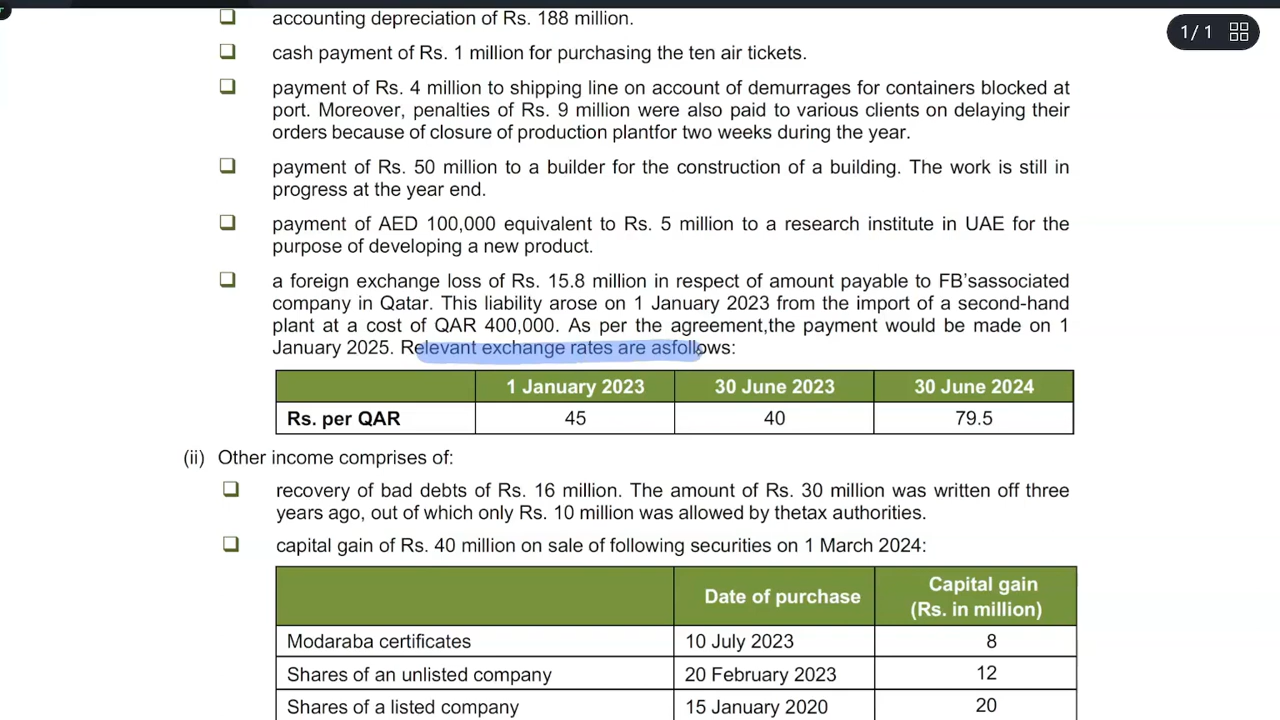 1/1
❑ accounting depreciation of Rs. 188 million.
❑ cash payment of Rs. 1 million for purchasing the ten air tickets.
❑ payment of Rs. 4 million to shipping line on account of demurrages for containers blocked at
port. Moreover, penalties of Rs. 9 million were also paid to various clients on delaying their
orders because of closure of production plantfor two weeks during the year.
❑ payment of Rs. 50 million to a builder for the construction of a building. The work is still in
progress at the year end.
❑ payment of AED 100,000 equivalent to Rs. 5 million to a research institute in UAE for the
purpose of developing a new product.
❑ a foreign exchange loss of Rs. 15.8 million in respect of amount payable to FB'sassociated
company in Qatar. This liability arose on 1 January 2023 from the import of a second-hand
plant at a cost of QAR 400,000. As per the agreement,the payment would be made on 1
January 2025. Relevant exchange rates are asfollows:
1 January 2023 30 June 2023 30 June 2024
Rs. per QAR 45 40 79.5
(ii) Other income comprises of:
❑ recovery of bad debts of Rs. 16 million. The amount of Rs. 30 million was written off three
years ago, out of which only Rs. 10 million was allowed by thetax authorities.
❑ capital gain of Rs. 40 million on sale of following securities on 1 March 2024:
Date of purchase Capital gain
(Rs. in million)
Modaraba certificates 10 July 2023 8
Shares of an unlisted company 20 February 2023 12
Shares of a listed company 15 January 2020 20